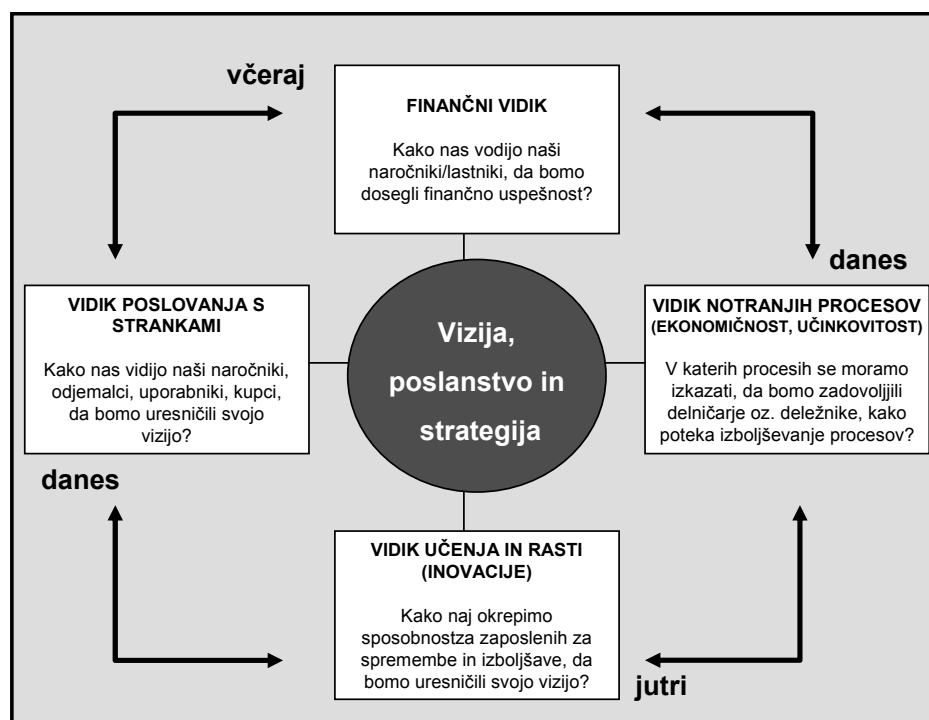 včeraj
FINANČNI VIDIK
Kako nas vodijo naši
naročniki/lastniki, da bomo
dosegli finančno uspešnost?
danes
VIDIK POSLOVANJA S
STRANKAMI
Kako nas vidijo naši naročniki,
odjemalci, uporabniki, kupci,
da bomo uresničili svojo
vizijo?
Vizija,
poslanstvo in
strategija
VIDIK NOTRANJIH PROCESOV
(EKONOMIČNOST, UČINKOVITOST)
V katerih procesih se moramo
izkazati, da bomo zadovoljjili
delničarje oz. deležnike, kako
poteka izboljševanje procesov?
danes
VIDIK UČENJA IN RASTI
(INOVACIJE)
Kako naj okrepimo
sposobnostza zaposlenih za
spremembe in izboljšave, da
bomo uresničili svojo vizijo?
jutri